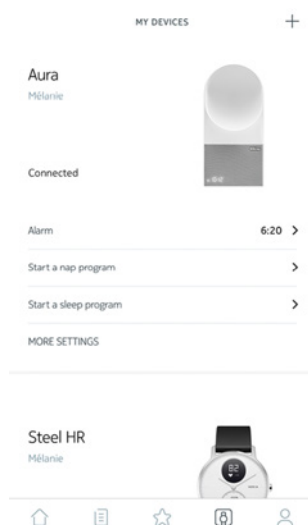 MY DEVICES
Aura
Mélanie
Connected
Alarm 6:20
Start a nap program
Start a sleep program
MORE SETTINGS
Steel HR
Mélanie
82